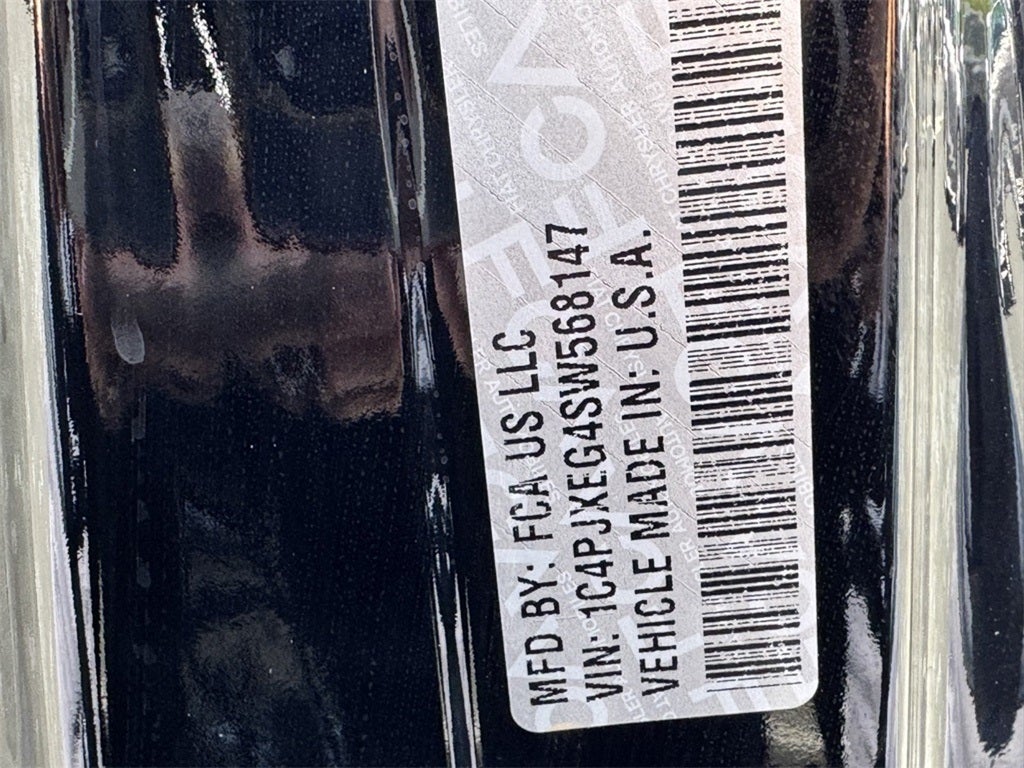 MFD BY: FCA US LLC
VIN: 1C4PJXEG4SW568147
VEHICLE MADE IN: U.S.A.